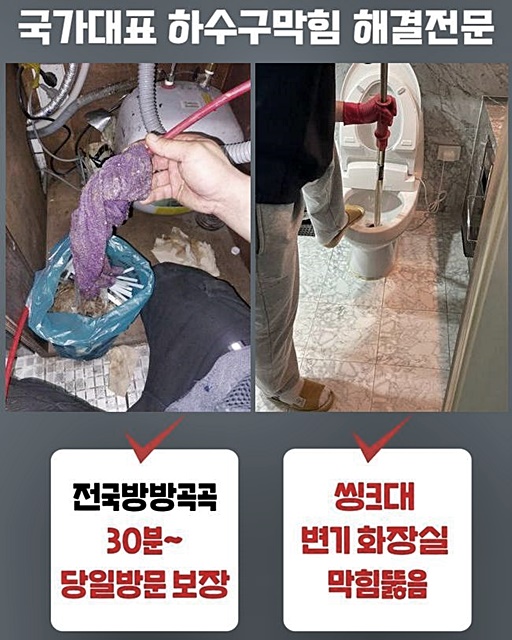 국가대표 하수구막힘 해결전문
전국방방곡곡
30분~
당일방문 보장
씽크대
변기 화장실
막힘뚫음